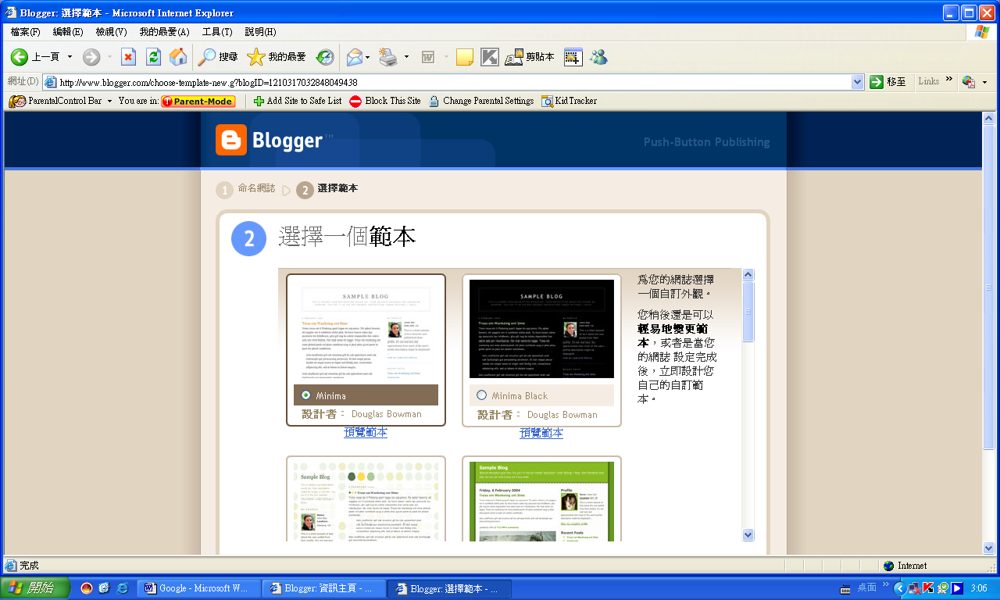 Blogger: 選擇範本 - Microsoft Internet Explorer
檔案(F) 編輯(E) 檢視(V) 我的最愛(A) 工具(T) 說明(H)
上一頁 搜尋 我的最愛 剪貼本
網址(D) http://www.blogger.com/choose-template-new.g?blogID=1210317032848049438 移至 Links
ParentalControl Bar You are in: Parent-Mode Add Site to Safe List Block This Site Change Parental Settings Kid Tracker
Blogger™ Push-Button Publishing
1 命名網誌 2 選擇範本
2 選擇一個範本
為您的網誌選擇
一個自訂外觀。
您稍後還是可以
輕易地變更範
本，或者是當您
的網誌 設定完成
後，立即設計您
自己的自訂範
本。
SAMPLE BLOG
Minima
設計者： Douglas Bowman
預覽範本
SAMPLE BLOG
Minima Black
設計者： Douglas Bowman
預覽範本
Sample Blog
Sample Blog
Friday, 6 February 2004
Profile
Recent Posts
完成 Internet
開始 Google - Microsoft W... Blogger: 資訊主頁 - ... Blogger: 選擇範本 - ... 桌面 3:06